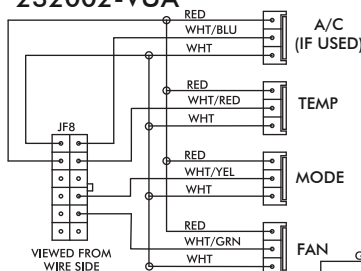 232002-VUA
RED
WHT/BLU
WHT
A/C
(IF USED)
RED
WHT/RED
WHT
TEMP
JF8
RED
WHT/YEL
WHT
MODE
RED
WHT/GRN
WHT
FAN
VIEWED FROM
WIRE SIDE